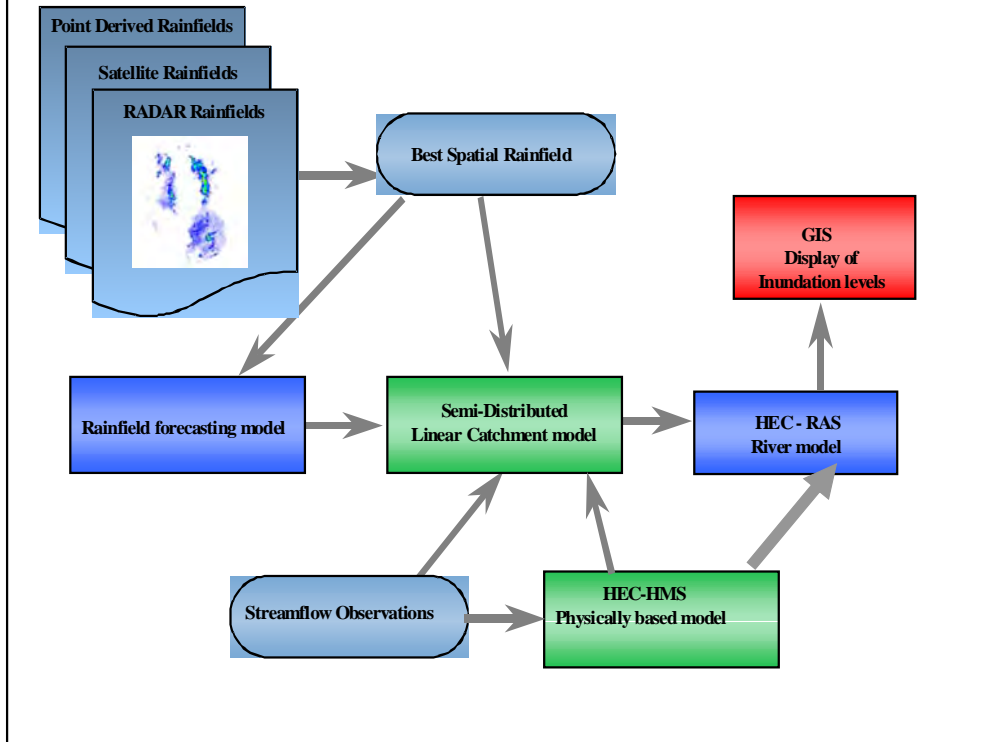 Point Derived Rainfields
Satellite Rainfields
RADAR Rainfields
Best Spatial Rainfield
GIS
Display of
Inundation levels
Rainfield forecasting model
Semi-Distributed
Linear Catchment model
HEC - RAS
River model
Streamflow Observations
HEC-HMS
Physically based model